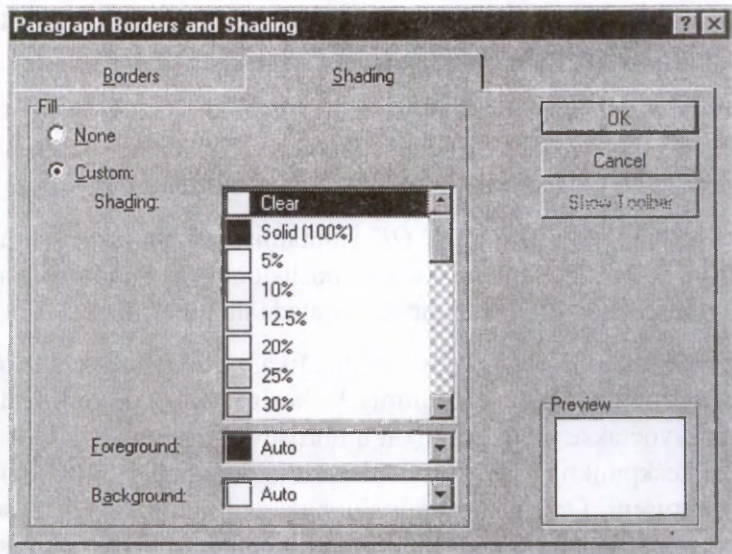 Paragraph Borders and Shading
Borders
Shading
Fill
None
Custom:
Shading:
Clear
Solid (100%)
5%
10%
12.5%
20%
25%
30%
Foreground:
Auto
Background:
Auto
OK
Cancel
Show Toolbar
Preview